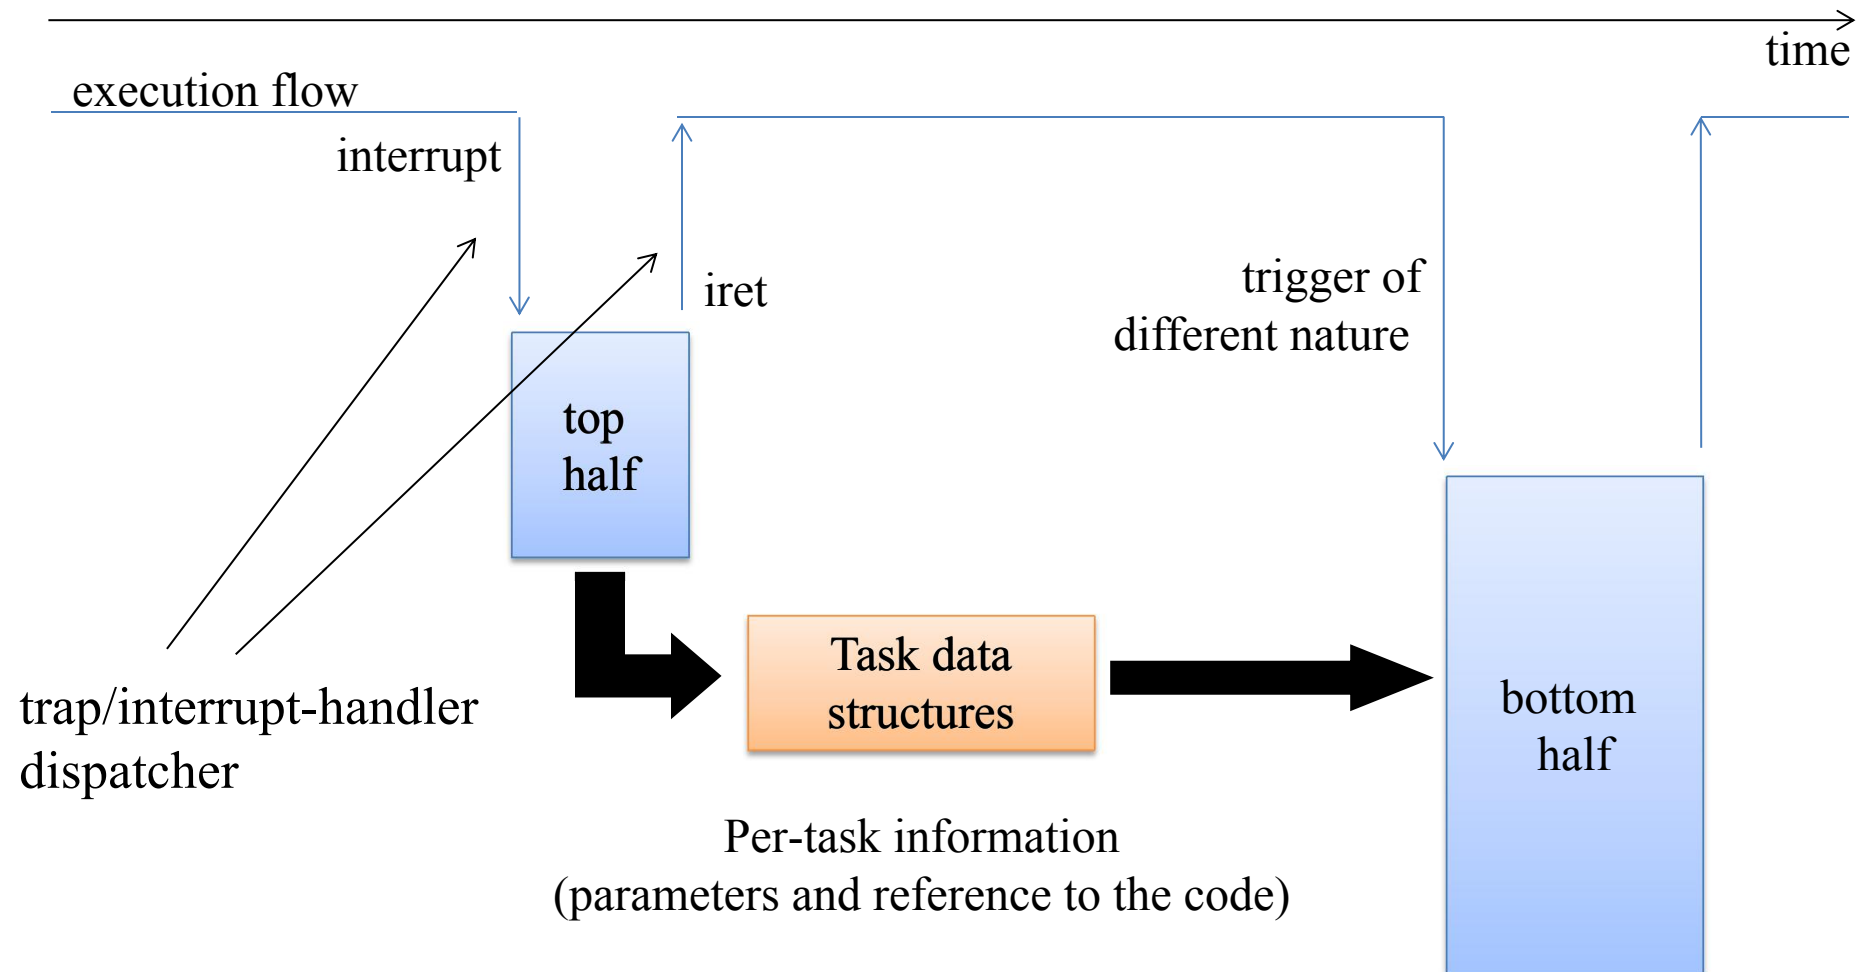 time
execution flow
interrupt
iret
trigger of
different nature
top
half
Task data
structures
trap/interrupt-handler
dispatcher
bottom
half
Per-task information
(parameters and reference to the code)